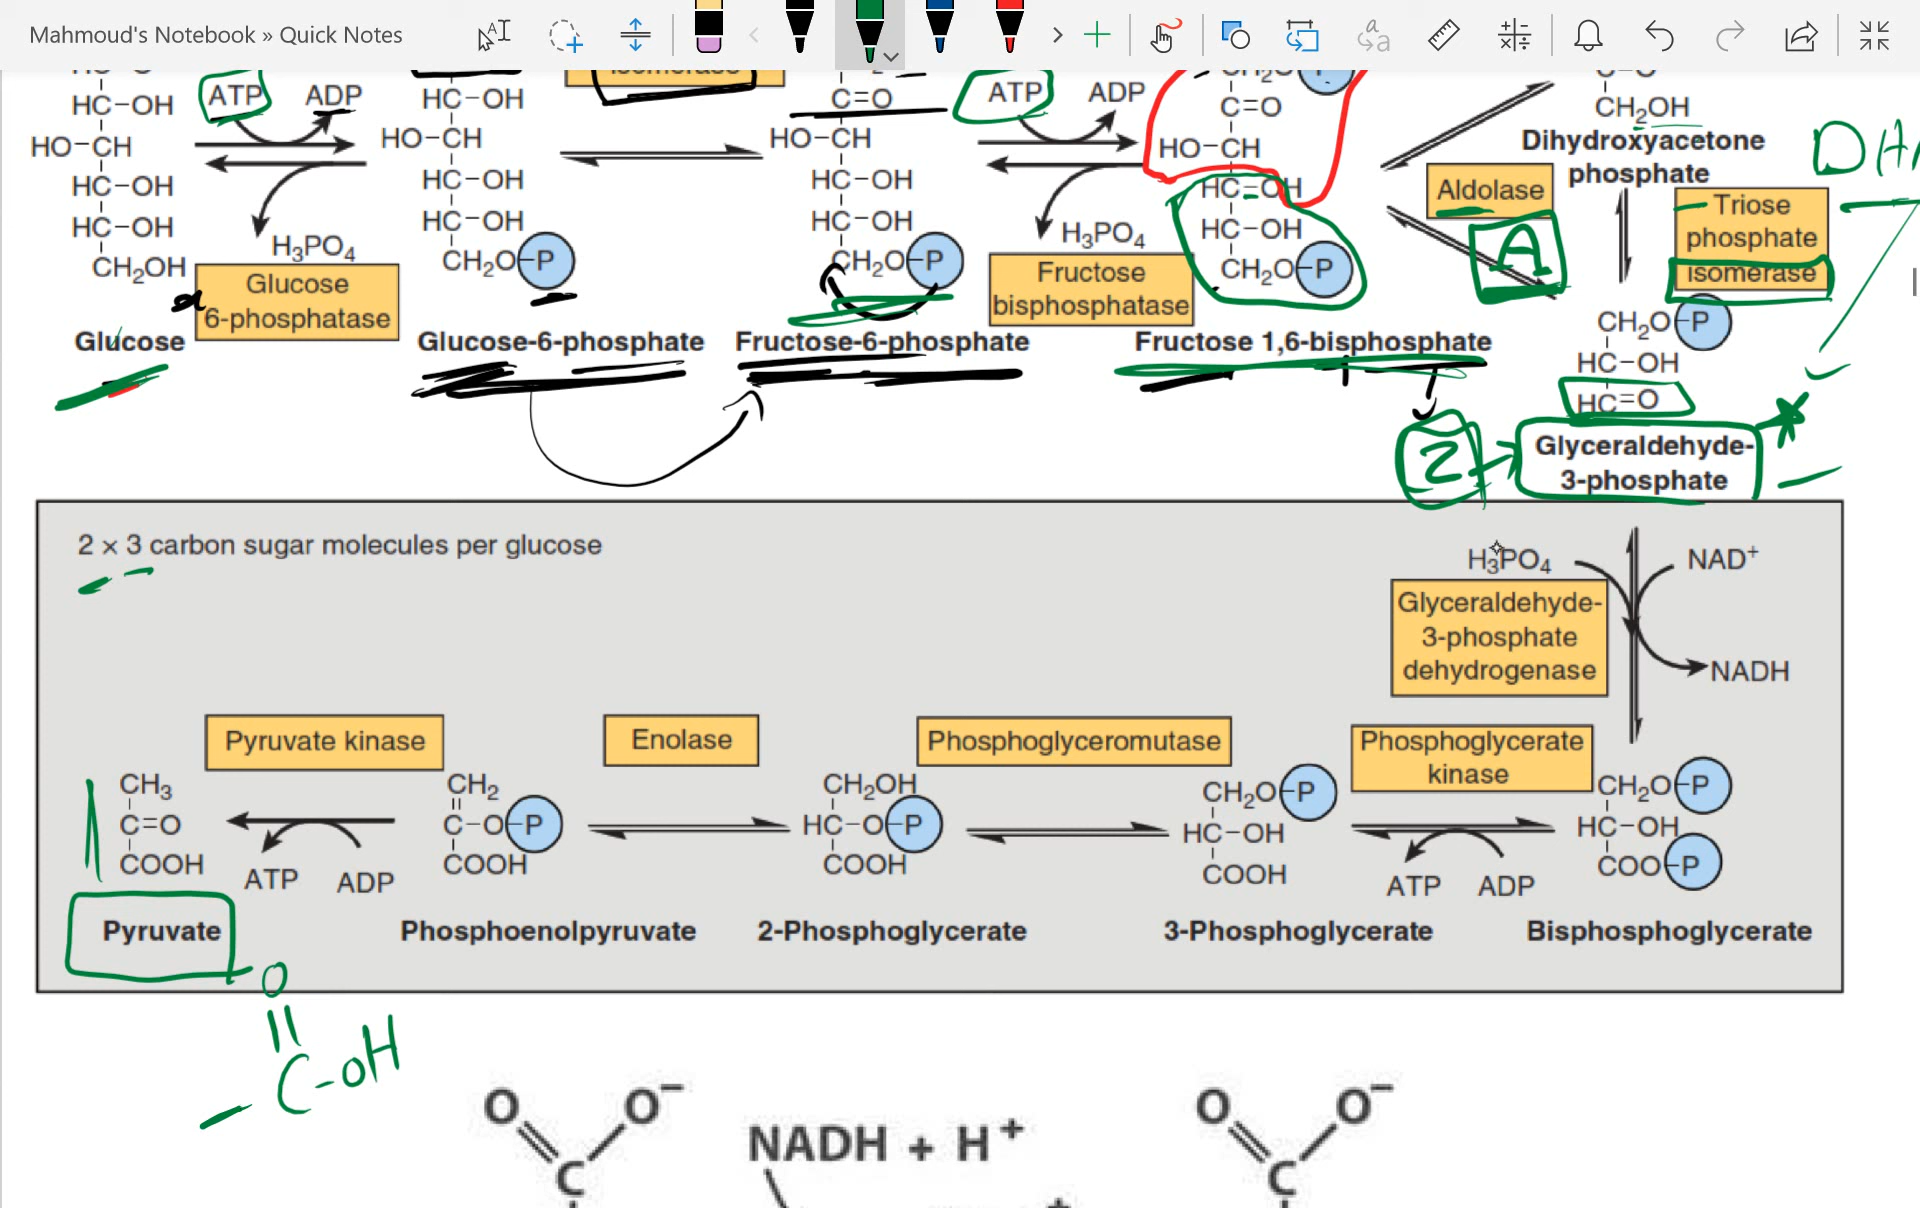 Mahmoud's Notebook » Quick Notes
HC-OH
ATP
ADP
HC-OH
C=O
ATP
ADP
CH2O-P
C=O
CH2OH
Dihydroxyacetone
phosphate
HO-CH
HO-CH
HO-CH
HO-CH
Aldolase
HC-OH
HC-OH
HC-OH
HC=OH
Triose
phosphate
isomerase
A
HC-OH
HC-OH
HC-OH
HC-OH
CH2OH
H3PO4
CH2O-P
CH2O-P
H3PO4
CH2O-P
Glucose
6-phosphatase
Fructose
bisphosphatase
Glucose
Glucose-6-phosphate
Fructose-6-phosphate
Fructose 1,6-bisphosphate
CH2O-P
HC-OH
HC=O
2
Glyceraldehyde-
3-phosphate
2 × 3 carbon sugar molecules per glucose
H3PO4
NAD+
Glyceraldehyde-
3-phosphate
dehydrogenase
NADH
Pyruvate kinase
Enolase
Phosphoglyceromutase
Phosphoglycerate
kinase
CH3
C=O
COOH
ATP
ADP
CH2
C-O-P
COOH
CH2OH
HC-O-P
COOH
CH2O-P
HC-OH
COOH
ATP
ADP
CH2O-P
HC-OH
COO-P
Pyruvate
Phosphoenolpyruvate
2-Phosphoglycerate
3-Phosphoglycerate
Bisphosphoglycerate
O
C-OH
O
O−
C
NADH + H+
O
O−
C